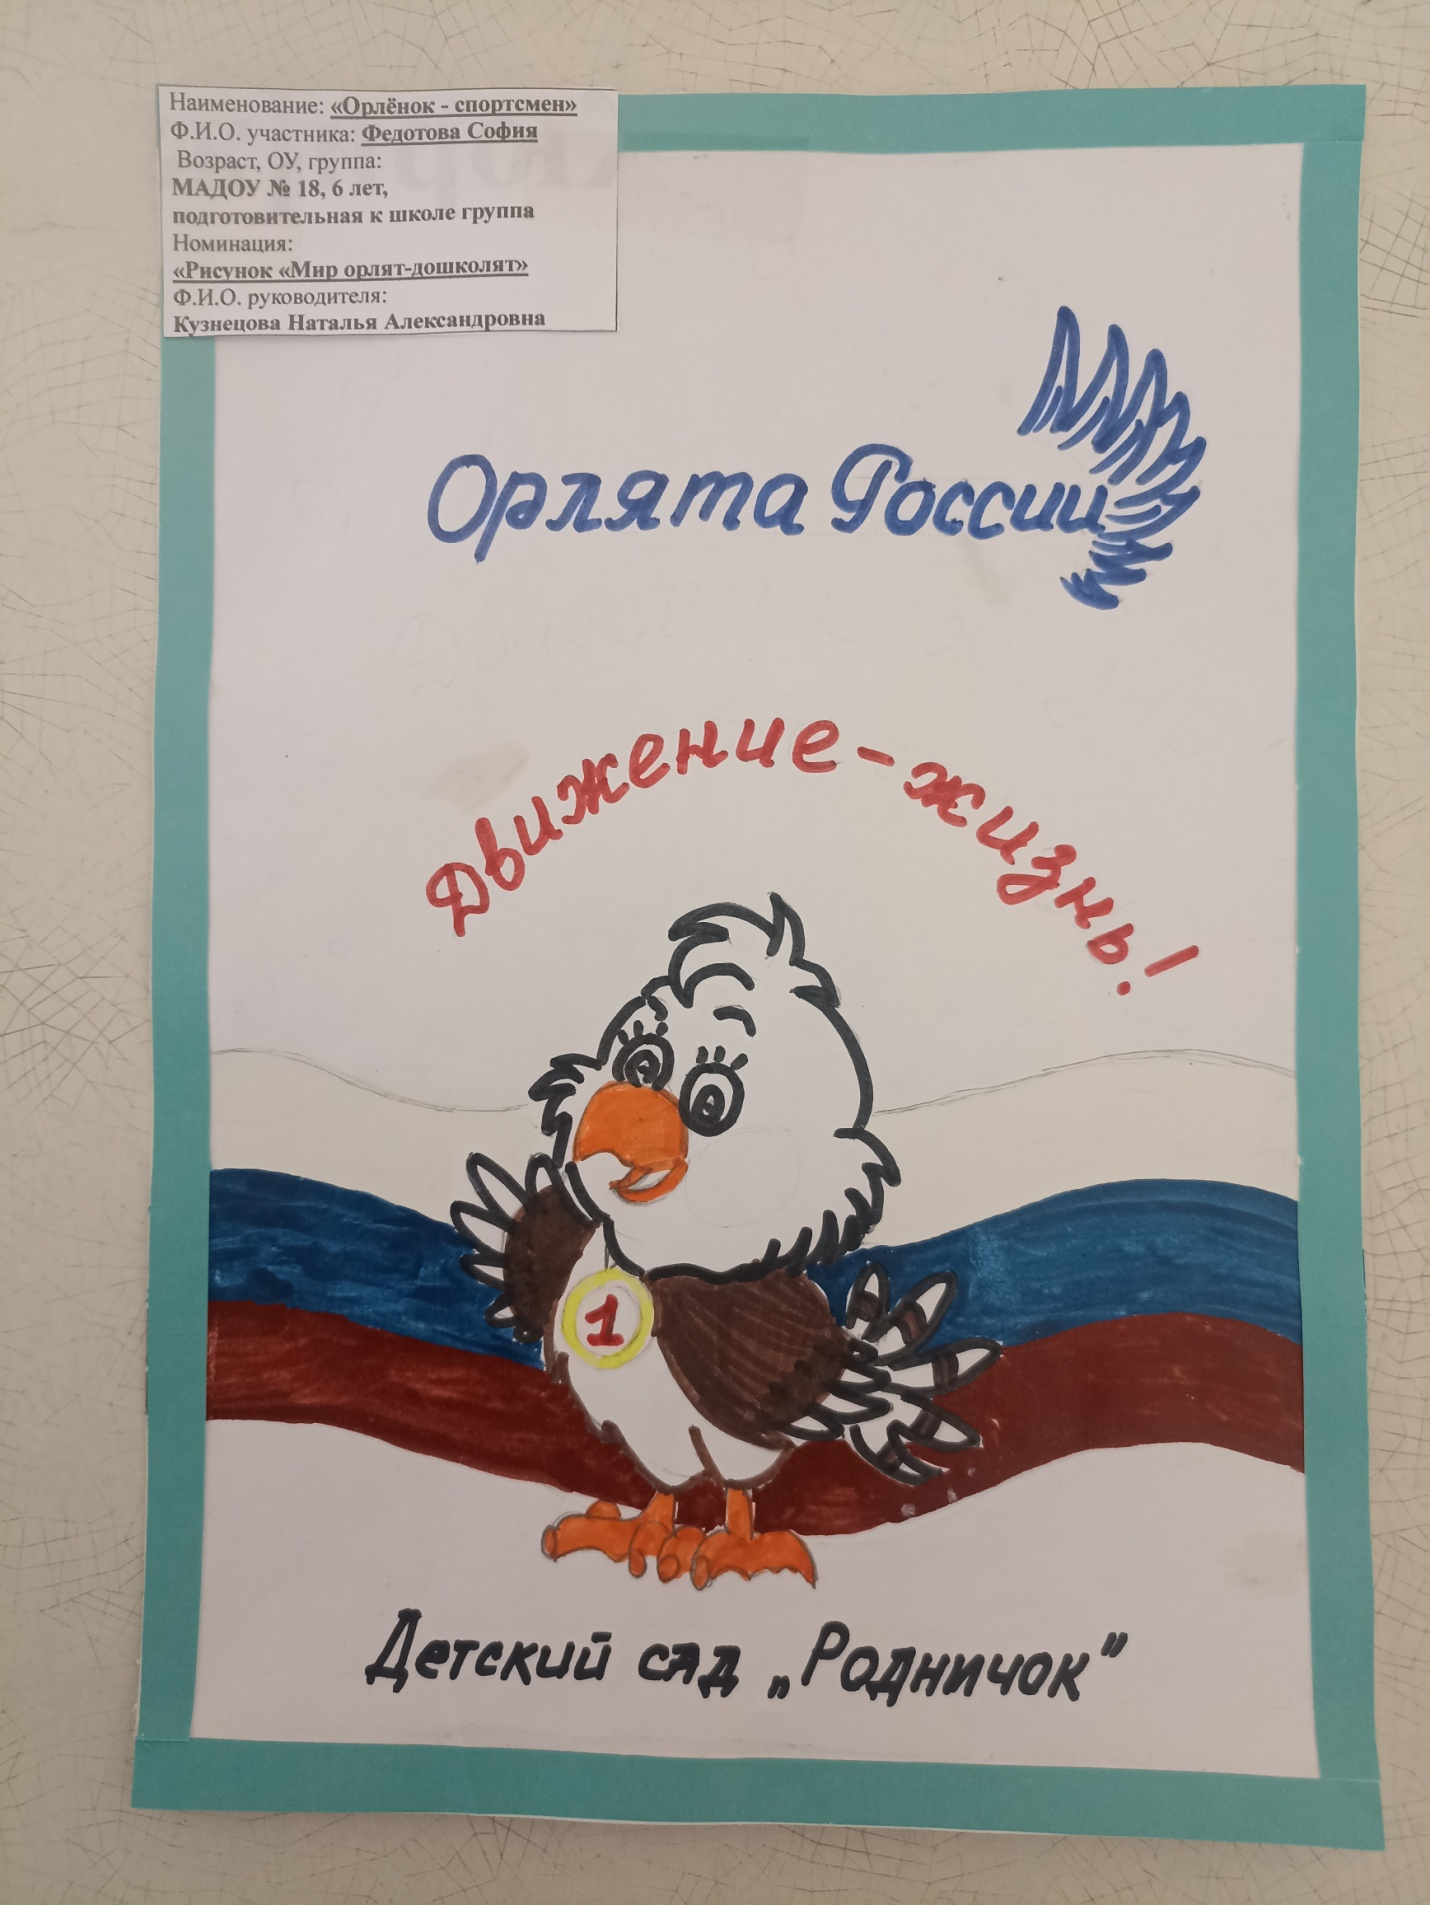 Наименование: «Орлёнок - спортсмен»
Ф.И.О. участника: Федотова София
Возраст, ОУ, группа:
МАДОУ № 18, 6 лет,
подготовительная к школе группа
Номинация:
«Рисунок «Мир орлят-дошколят»
Ф.И.О. руководителя:
Кузнецова Наталья Александровна
Орлята России
Движение-жизнь!
1
Детский сад „Родничок”